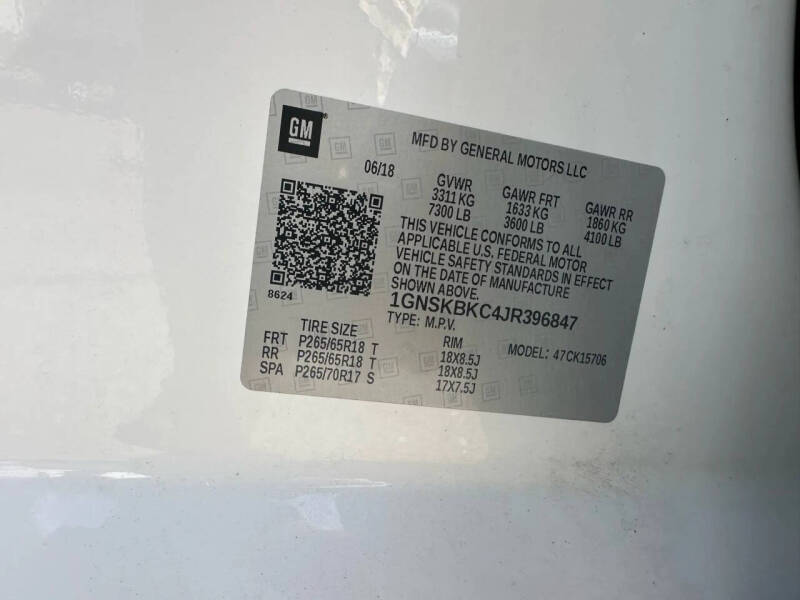 GM
MFD BY GENERAL MOTORS LLC
06/18
GVWR
3311 KG
7300 LB
GAWR FRT
1633 KG
3600 LB
GAWR RR
1860 KG
4100 LB
THIS VEHICLE CONFORMS TO ALL
APPLICABLE U.S. FEDERAL MOTOR
VEHICLE SAFETY STANDARDS IN EFFECT
ON THE DATE OF MANUFACTURE
SHOWN ABOVE.
8624
1GNSKBKC4JR396847
TYPE: M.P.V.
MODEL: 47CK15706
TIRE SIZE RIM
FRT P265/65R18 T 18X8.5J
RR P265/65R18 T 18X8.5J
SPA P265/70R17 S 17X7.5J